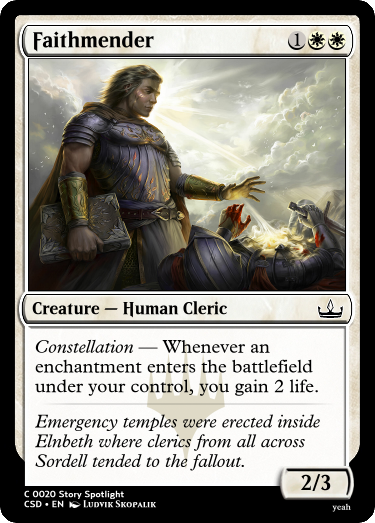 Faithmender 1
Creature — Human Cleric
Constellation — Whenever an
enchantment enters the battlefield
under your control, you gain 2 life.
Emergency temples were erected inside
Elnbeth where clerics from all across
Sordell tended to the fallout.
2/3
C 0020 Story Spotlight
CSD • EN Ludvik Skopalik
yeah